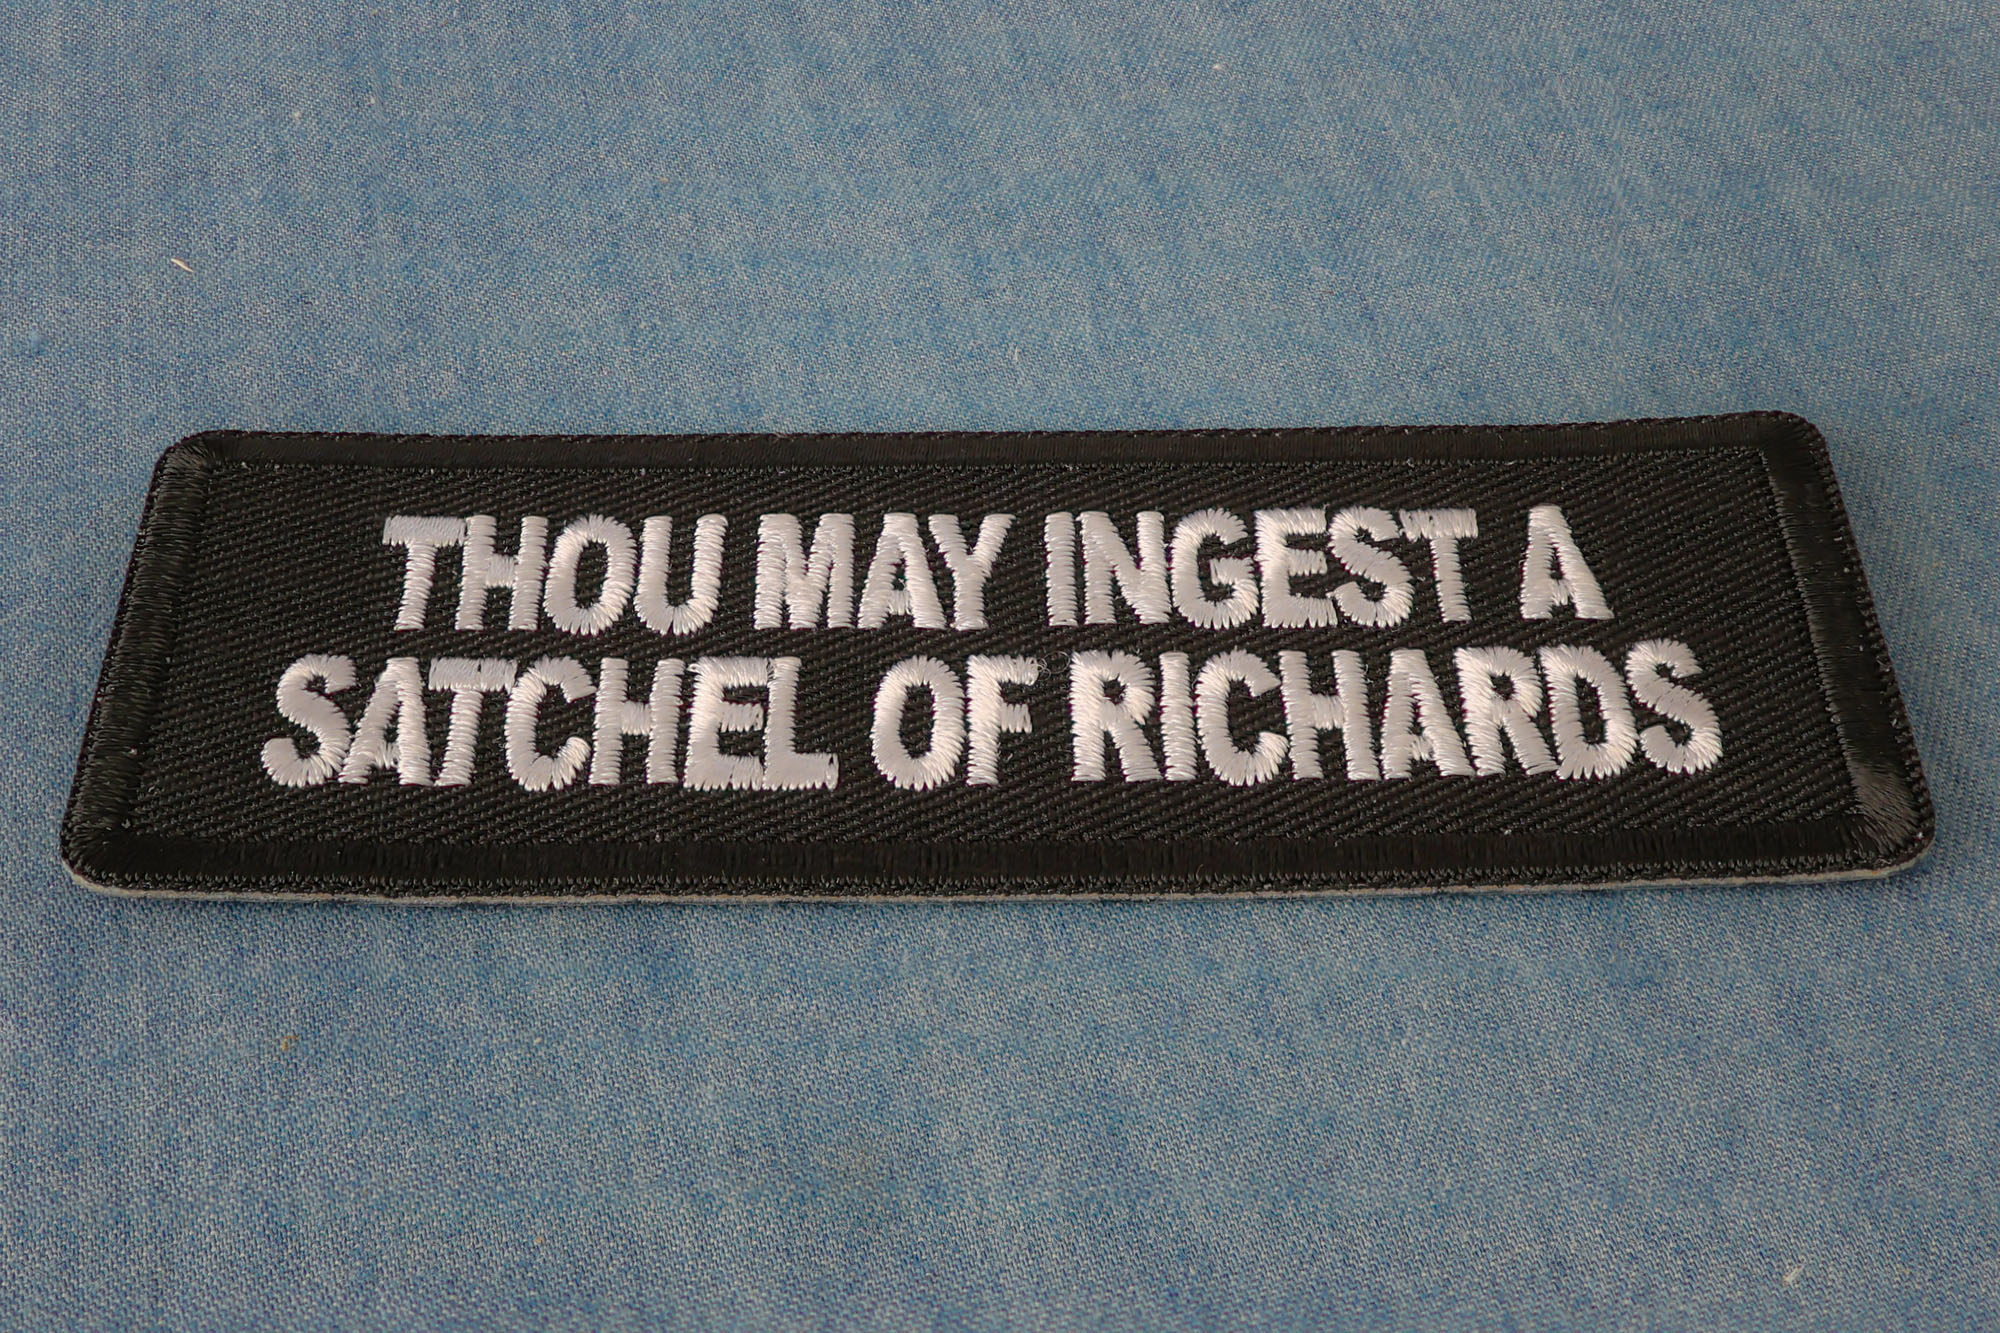 THOU MAY INGEST A
SATCHEL OF RICHARDS